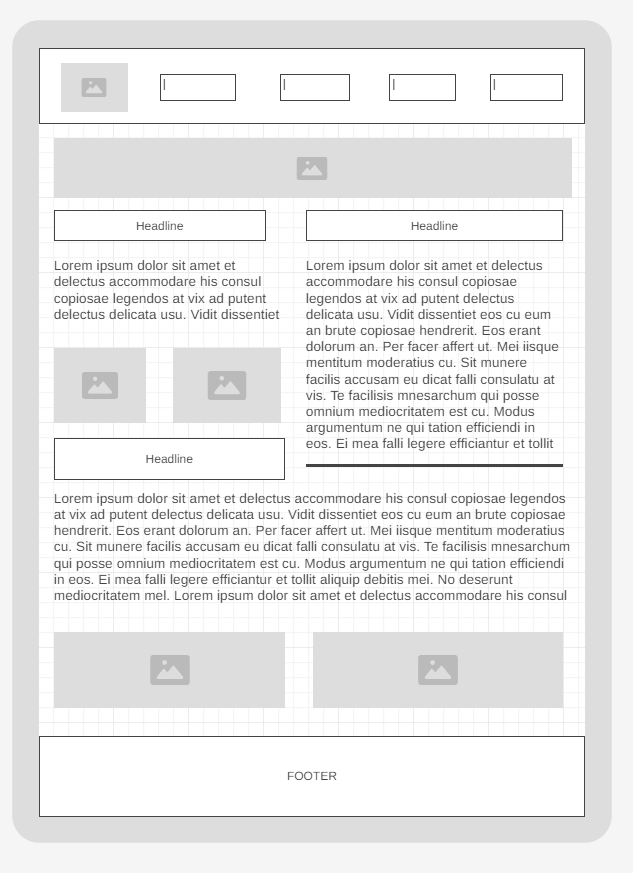 Headline
Lorem ipsum dolor sit amet et
delectus accommodare his consul
copiosae legendos at vix ad putent
delectus delicata usu. Vidit dissentiet
Headline
Lorem ipsum dolor sit amet et delectus
accommodare his consul copiosae
legendos at vix ad putent delectus
delicata usu. Vidit dissentiet eos cu eum
an brute copiosae hendrerit. Eos erant
dolorum an. Per facer affert ut. Mei iisque
mentitum moderatius cu. Sit munere
facilis accusam eu dicat falli consulatu at
vis. Te facilisis mnesarchum qui posse
omnium mediocritatem est cu. Modus
argumentum ne qui tation efficiendi in
eos. Ei mea falli legere efficiantur et tollit
Headline
Lorem ipsum dolor sit amet et delectus accommodare his consul copiosae legendos
at vix ad putent delectus delicata usu. Vidit dissentiet eos cu eum an brute copiosae
hendrerit. Eos erant dolorum an. Per facer affert ut. Mei iisque mentitum moderatius
cu. Sit munere facilis accusam eu dicat falli consulatu at vis. Te facilisis mnesarchum
qui posse omnium mediocritatem est cu. Modus argumentum ne qui tation efficiendi
in eos. Ei mea falli legere efficiantur et tollit aliquip debitis mei. No deserunt
mediocritatem mel. Lorem ipsum dolor sit amet et delectus accommodare his consul
FOOTER